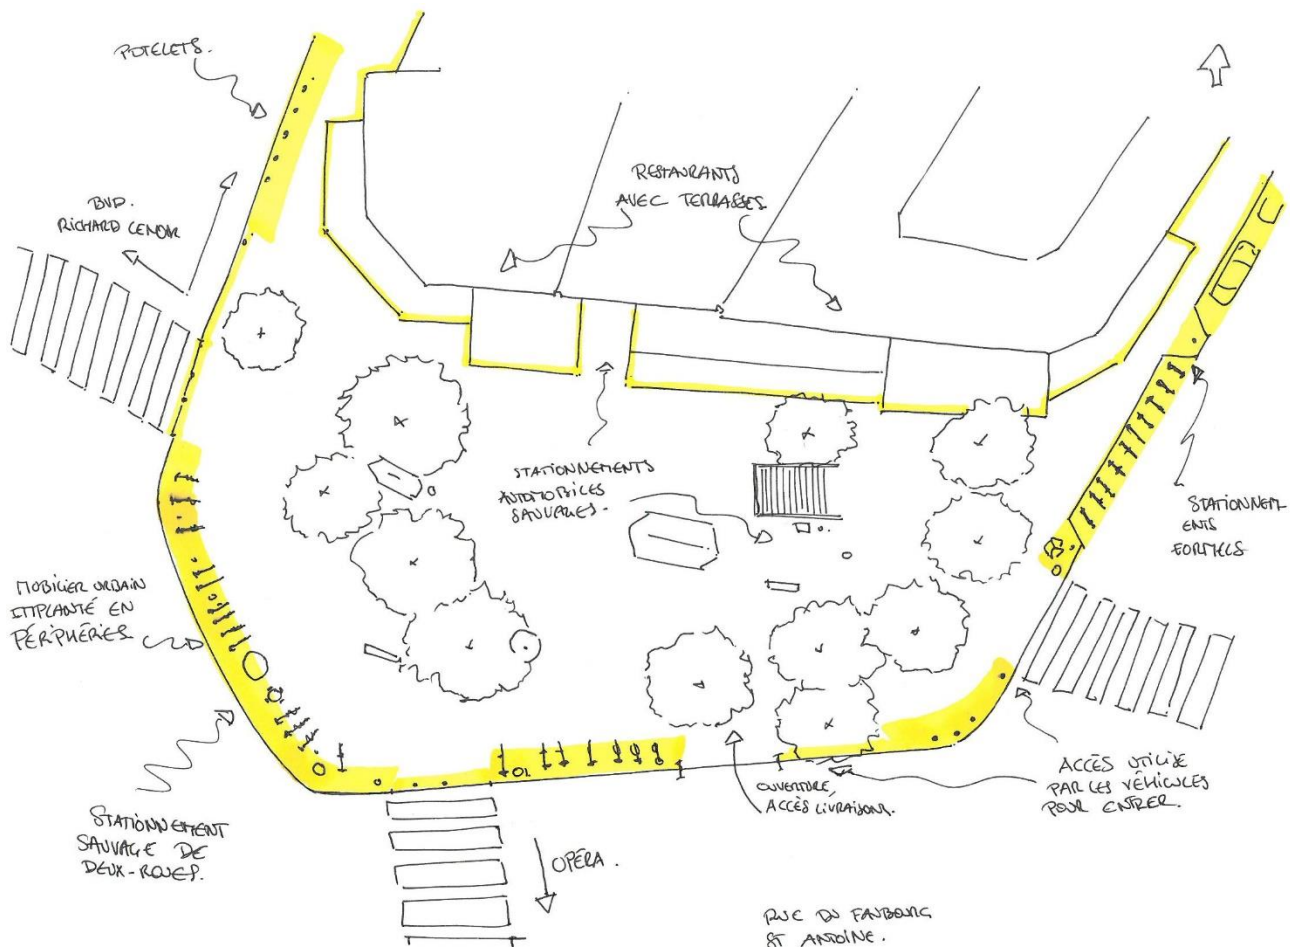 POTELETS.
BVD.
RICHARD LENOIR
RESTAURANTS
AVEC TERRASSES.
STATIONNEMENTS
AUTOMOBILES
SAUVAGES.
STATIONNEM
ENTS
FORMELS
MOBILIER URBAIN
IMPLANTÉ EN
PÉRIPHÉRIES.
STATIONNEMENT
SAUVAGE DE
DEUX-ROUES.
OPÉRA.
OUVERTURE,
ACCÈS LIVRAISONS.
ACCÈS UTILISÉ
PAR LES VÉHICULES
POUR ENTRER.
RUE DU FAUBOURG
ST ANTOINE.